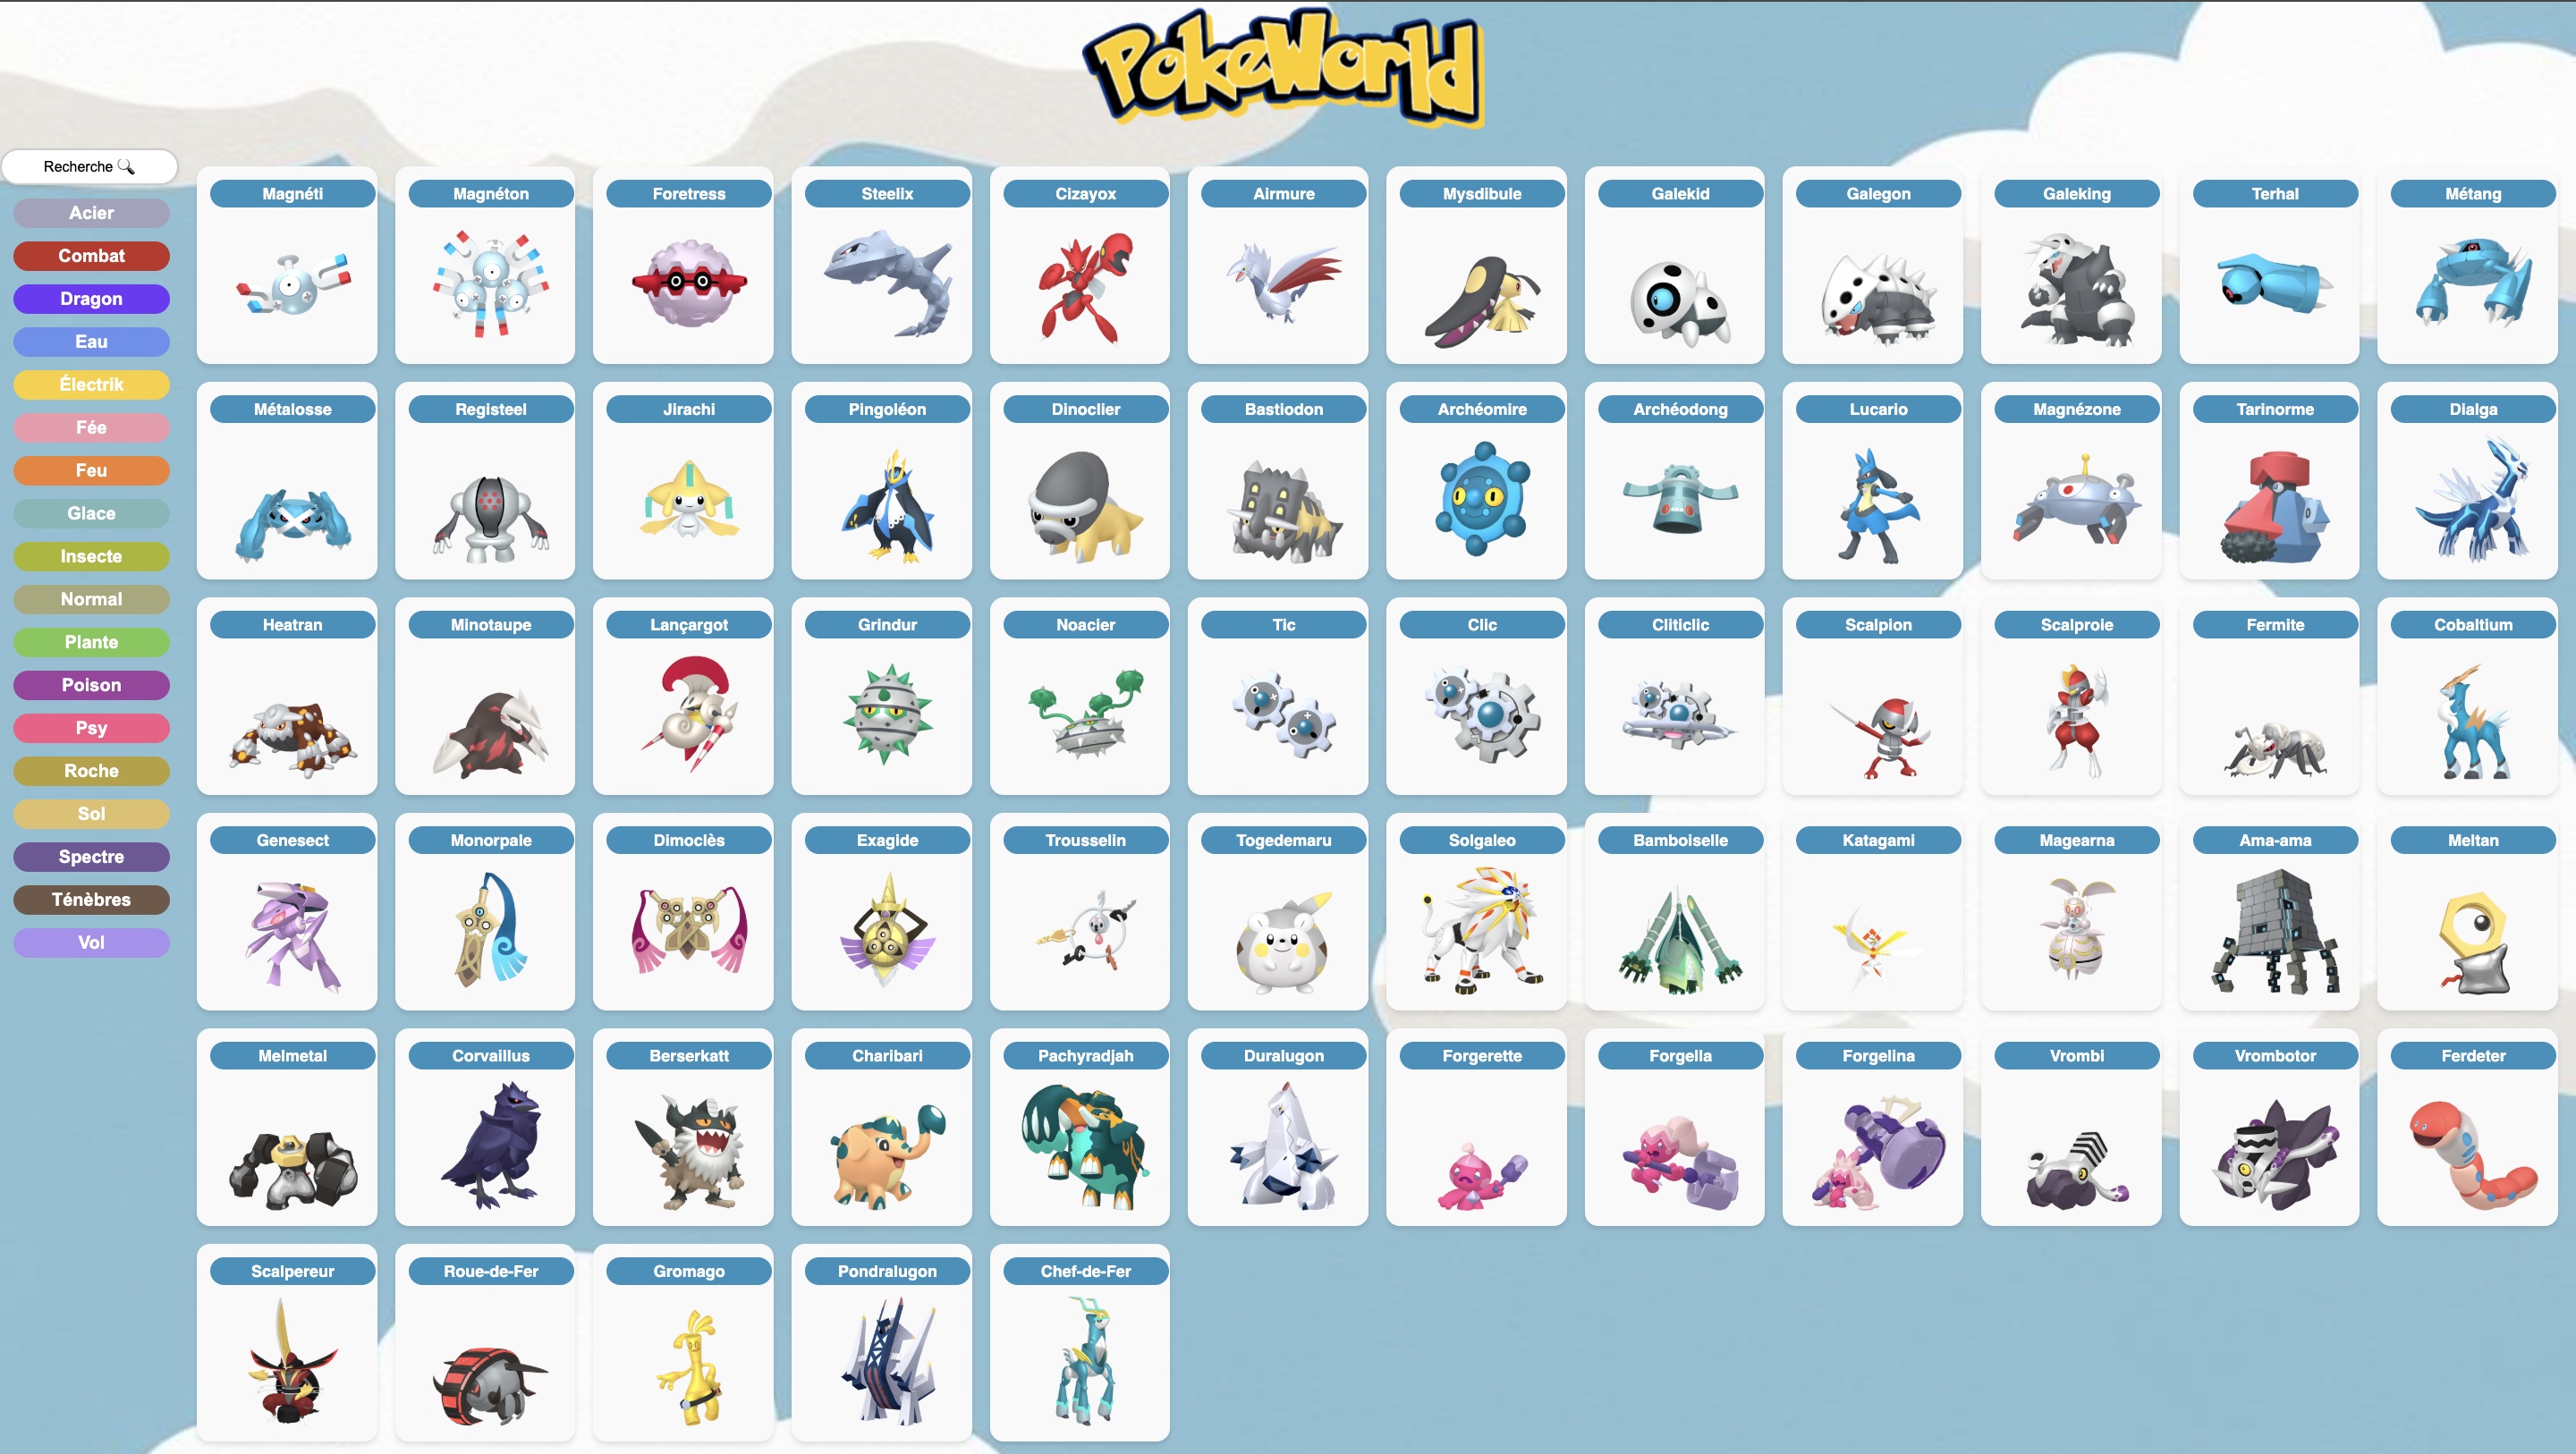 PokeWorld
Recherche
Acier
Combat
Dragon
Eau
Électrik
Fée
Feu
Glace
Insecte
Normal
Plante
Poison
Psy
Roche
Sol
Spectre
Ténèbres
Vol
Magnéti Magnéton Foretress Steelix Cizayox Airmure Mysdibule Galekid Galegon Galeking Terhal Métang
Métalosse Registeel Jirachi Pingoléon Dinoclier Bastiodon Archéomire Archéodong Lucario Magnézone Tarinorme Dialga
Heatran Minotaupe Lançargot Grindur Noacier Tic Clic Cliticlic Scalpion Scalproie Fermite Cobaltium
Genesect Monorpale Dimoclès Exagide Trousselin Togedemaru Solgaleo Bamboiselle Katagami Magearna Ama-ama Meltan
Melmetal Corvaillus Berserkatt Charibari Pachyradjah Duralugon Forgerette Forgella Forgelina Vrombi Vrombotor Ferdeter
Scalpereur Roue-de-Fer Gromago Pondralugon Chef-de-Fer